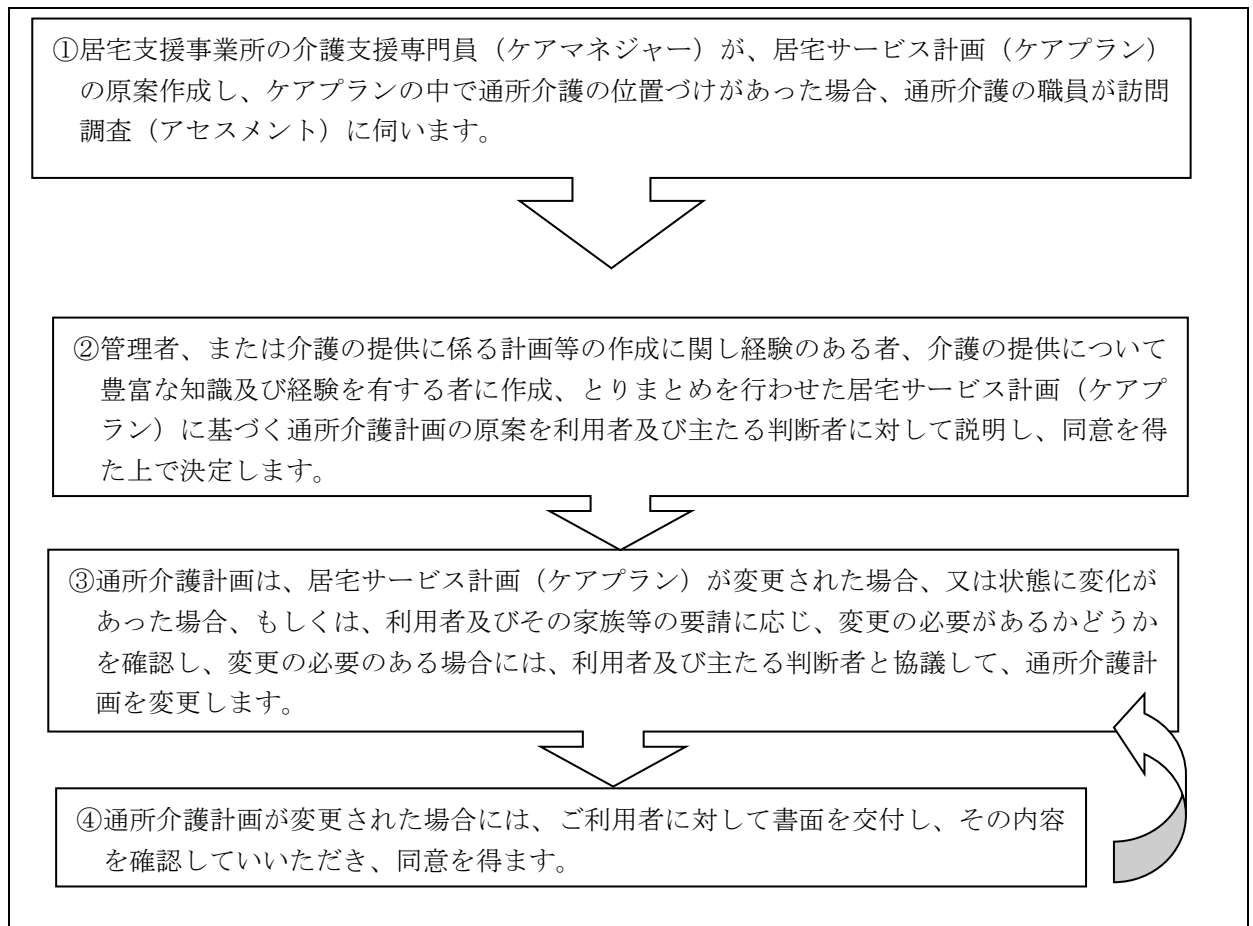 ①居宅支援事業所の介護支援専門員（ケアマネジャー）が、居宅サービス計画（ケアプラン）
の原案作成し、ケアプランの中で通所介護の位置づけがあった場合、通所介護の職員が訪問
調査（アセスメント）に伺います。
②管理者、または介護の提供に係る計画等の作成に関し経験のある者、介護の提供について
豊富な知識及び経験を有する者に作成、とりまとめを行わせた居宅サービス計画（ケアプ
ラン）に基づく通所介護計画の原案を利用者及び主たる判断者に対して説明し、同意を得
た上で決定します。
③通所介護計画は、居宅サービス計画（ケアプラン）が変更された場合、又は状態に変化が
あった場合、もしくは、利用者及びその家族等の要請に応じ、変更の必要があるかどうか
を確認し、変更の必要のある場合には、利用者及び主たる判断者と協議して、通所介護計
画を変更します。
④通所介護計画が変更された場合には、ご利用者に対して書面を交付し、その内容
を確認していいただき、同意を得ます。